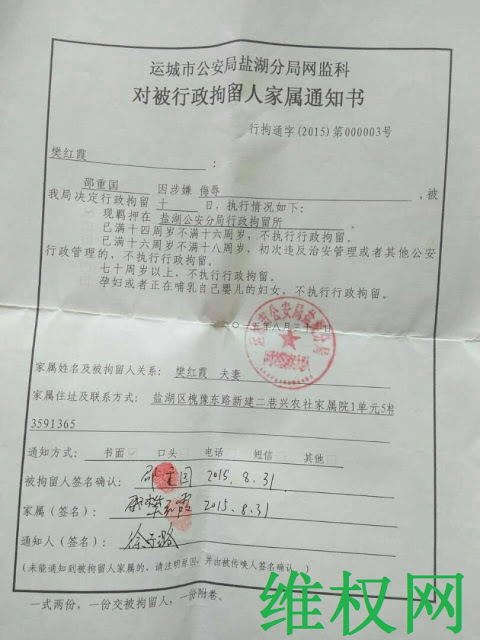 运城市公安局盐湖分局网监科
对被行政拘留人家属通知书
行拘通字(2015)第000003号
樊红霞 :
邵重国 因涉嫌 侮辱 ,被
我局决定行政拘留 十 日,执行情况如下:
现羁押在 盐湖公安分局行政拘留所
已满十四周岁不满十六周岁,不执行行政拘留。
已满十六周岁不满十八周岁,初次违反治安管理或者其他公安
行政管理的,不执行行政拘留。
七十周岁以上,不执行行政拘留。
孕妇或者正在哺乳自己婴儿的妇女,不执行行政拘留。
五年八月三十一日
家属姓名及被拘留人关系: 樊红霞 夫妻
家属住址及联系方式: 盐湖区槐豫东路新建二巷兴农社家属院1单元5楼
3591365
通知方式: 书面 口头 电话 短信 其他
被拘留人签名确认: 邵重国 2015.8.31
家属(签名): 樊红霞 2015.8.31
通知人(签名):
(未能通知到被拘留人家属的,请注明原因,并由被传唤人签名确认。)
一式两份,一份交被拘留人,一份附卷。
维权网